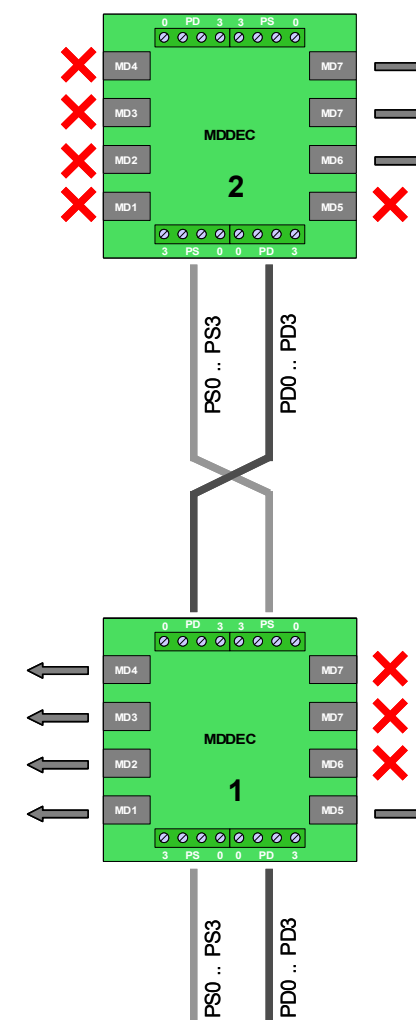 0 PD 3 3 PS 0
MD4 MD7
MD3 MD7
MDDEC
MD2 MD6
2
MD1 MD5
3 PS 0 0 PD 3
PS0 .. PS3
PD0 .. PD3
0 PD 3 3 PS 0
MD4 MD7
MD3 MD7
MDDEC
MD2 MD6
1
MD1 MD5
3 PS 0 0 PD 3
PS0 .. PS3
PD0 .. PD3